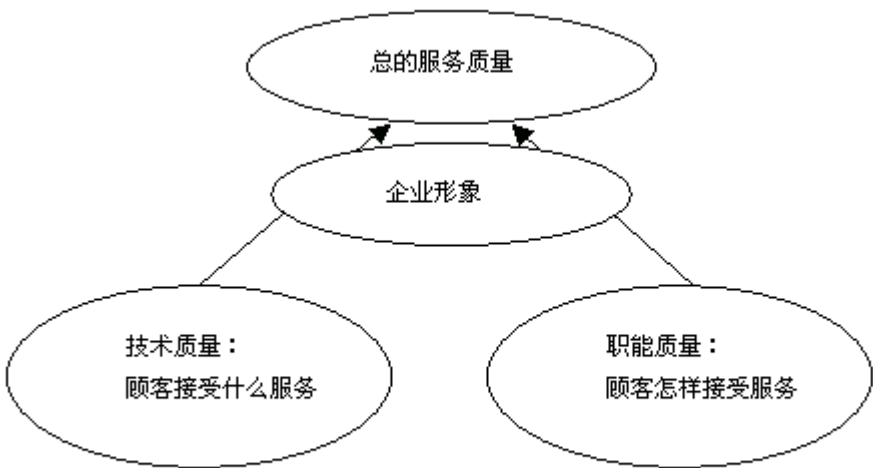 总的服务质量
企业形象
技术质量：
顾客接受什么服务
职能质量：
顾客怎样接受服务